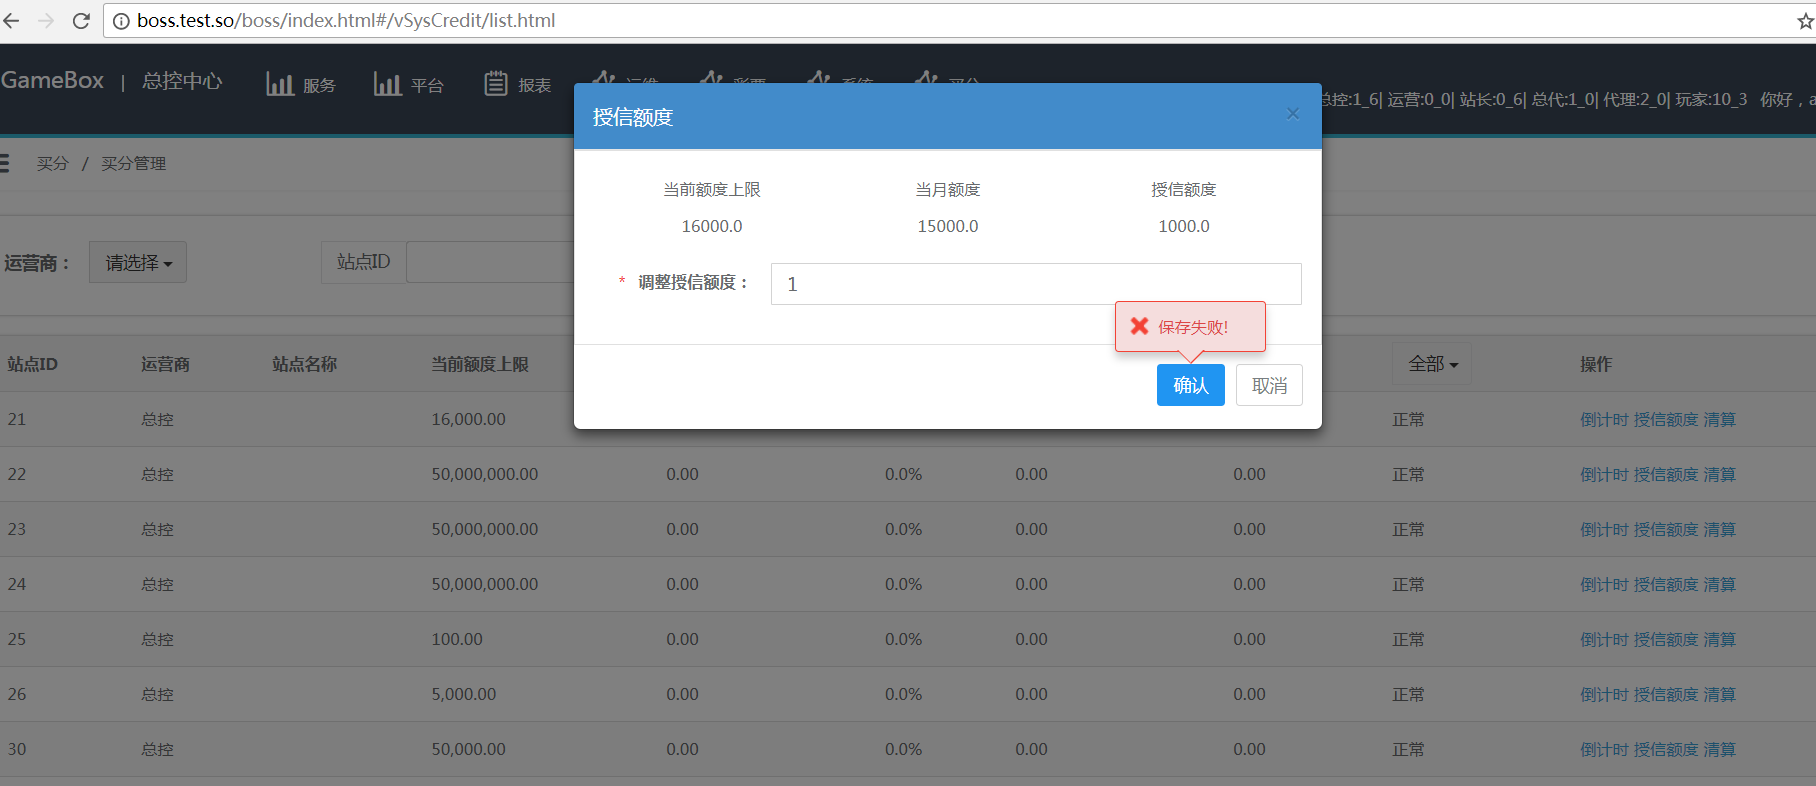 boss.test.so/boss/index.html#/vSysCredit/list.html
GameBox | 总控中心 服务 平台 报表 运维 彩票 系统 买分
总控:1_6| 运营:0_0| 站长:0_6| 总代:1_0| 代理:2_0| 玩家:10_3 你好，a
买分 / 买分管理
授信额度 ×
当前额度上限 当月额度 授信额度
16000.0 15000.0 1000.0
* 调整授信额度： 1
保存失败!
确认 取消
运营商： 请选择 站点ID
站点ID 运营商 站点名称 当前额度上限 全部 操作
21 总控 16,000.00 正常 倒计时 授信额度 清算
22 总控 50,000,000.00 0.00 0.0% 0.00 0.00 正常 倒计时 授信额度 清算
23 总控 50,000,000.00 0.00 0.0% 0.00 0.00 正常 倒计时 授信额度 清算
24 总控 50,000,000.00 0.00 0.0% 0.00 0.00 正常 倒计时 授信额度 清算
25 总控 100.00 0.00 0.0% 0.00 0.00 正常 倒计时 授信额度 清算
26 总控 5,000.00 0.00 0.0% 0.00 0.00 正常 倒计时 授信额度 清算
30 总控 50,000.00 0.00 0.0% 0.00 0.00 正常 倒计时 授信额度 清算